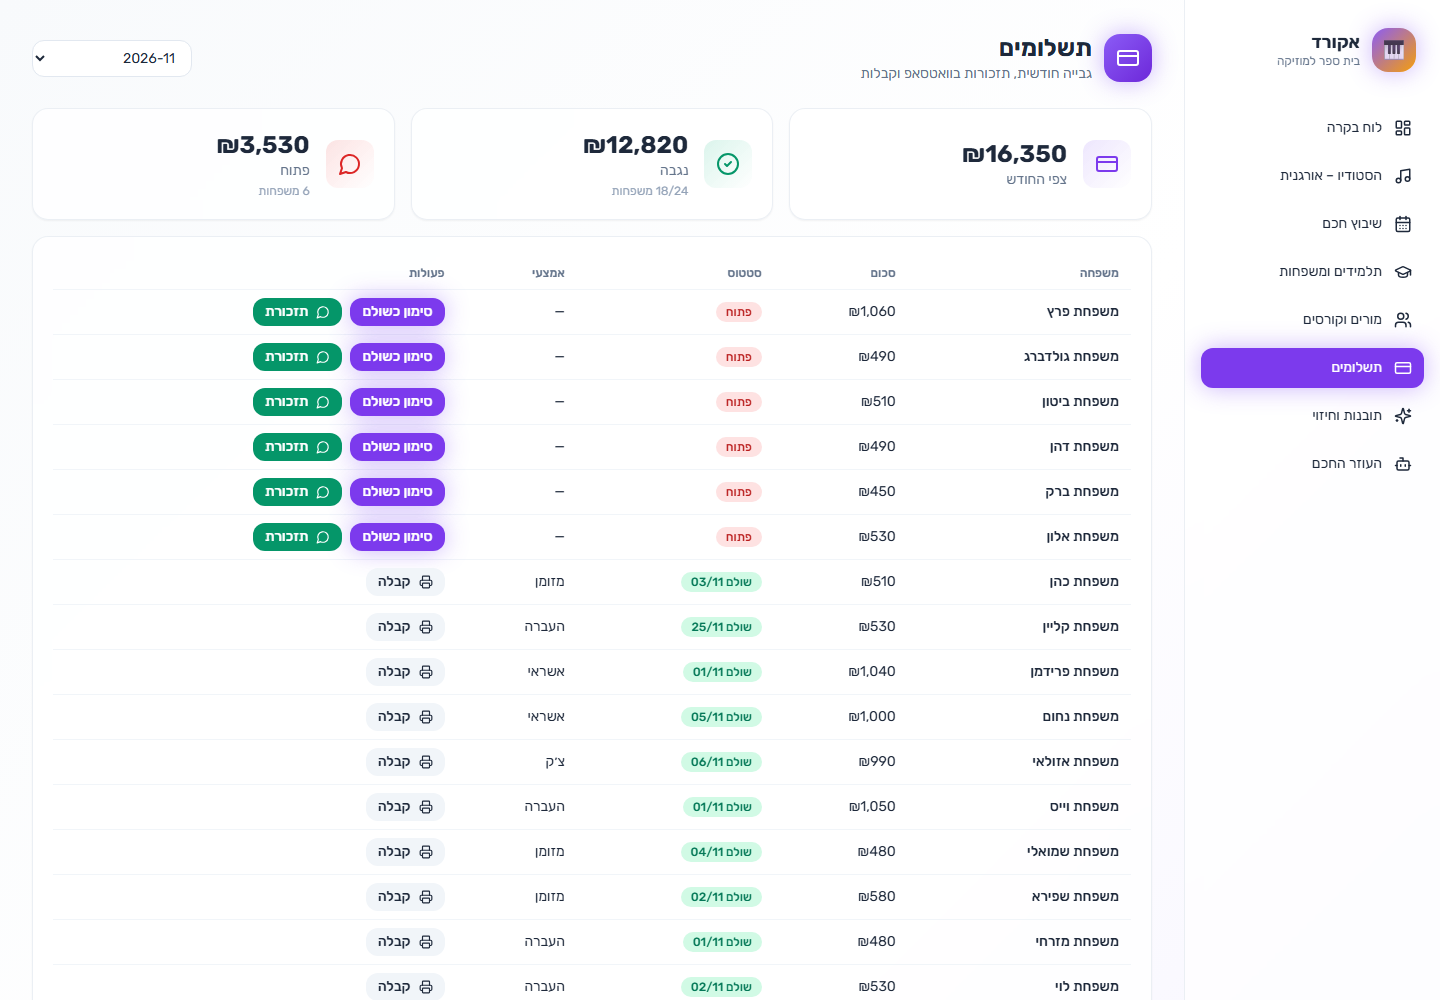 אקורד
בית ספר למוזיקה
לוח בקרה
הסטודיו – אורגנית
שיבוץ חכם
תלמידים ומשפחות
מורים וקורסים
תשלומים
תובנות וחיזוי
העוזר החכם
תשלומים
גבייה חודשית, תזכורות בוואטסאפ וקבלות
2026-11
₪16,350
צפי החודש
₪12,820
נגבה
18/24 משפחות
₪3,530
פתוח
6 משפחות
משפחה סכום סטטוס אמצעי פעולות
משפחת פרץ ₪1,060 פתוח — סימון כשולם תזכורת
משפחת גולדברג ₪490 פתוח — סימון כשולם תזכורת
משפחת ביטון ₪510 פתוח — סימון כשולם תזכורת
משפחת דהן ₪490 פתוח — סימון כשולם תזכורת
משפחת ברק ₪450 פתוח — סימון כשולם תזכורת
משפחת אלון ₪530 פתוח — סימון כשולם תזכורת
משפחת כהן ₪510 שולם 03/11 מזומן קבלה
משפחת קליין ₪530 שולם 25/11 העברה קבלה
משפחת פרידמן ₪1,040 שולם 01/11 אשראי קבלה
משפחת נחום ₪1,000 שולם 05/11 אשראי קבלה
משפחת אזולאי ₪990 שולם 06/11 צ׳ק קבלה
משפחת וייס ₪1,050 שולם 01/11 העברה קבלה
משפחת שמואלי ₪480 שולם 04/11 מזומן קבלה
משפחת שפירא ₪580 שולם 02/11 מזומן קבלה
משפחת מזרחי ₪480 שולם 01/11 העברה קבלה
משפחת לוי ₪530 שולם 02/11 העברה קבלה